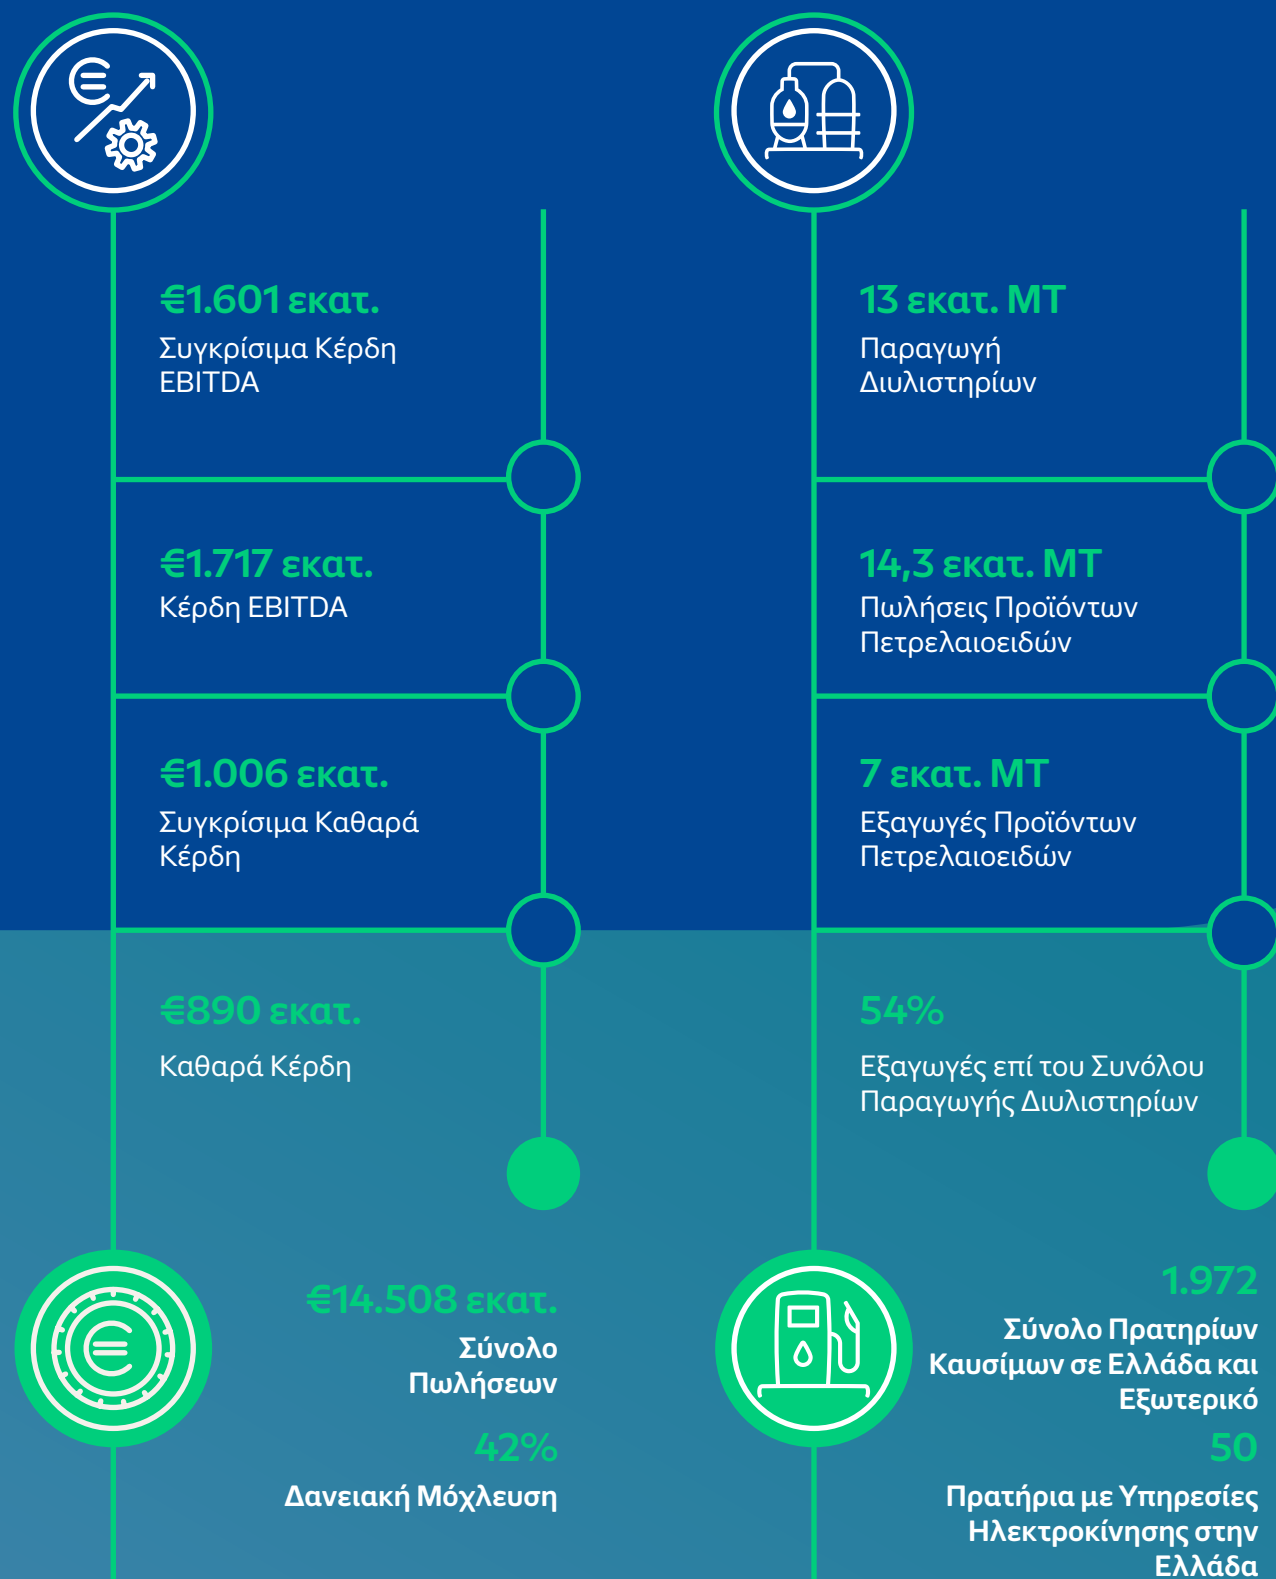 €1.601 εκατ.
Συγκρίσιμα Κέρδη
EBITDA
€1.717 εκατ.
Κέρδη EBITDA
€1.006 εκατ.
Συγκρίσιμα Καθαρά
Κέρδη
€890 εκατ.
Καθαρά Κέρδη
€14.508 εκατ.
Σύνολο
Πωλήσεων
42%
Δανειακή Μόχλευση
13 εκατ. MT
Παραγωγή
Διυλιστηρίων
14,3 εκατ. MT
Πωλήσεις Προϊόντων
Πετρελαιοειδών
7 εκατ. MT
Εξαγωγές Προϊόντων
Πετρελαιοειδών
54%
Εξαγωγές επί του Συνόλου
Παραγωγής Διυλιστηρίων
1.972
Σύνολο Πρατηρίων
Καυσίμων σε Ελλάδα και
Εξωτερικό
50
Πρατήρια με Υπηρεσίες
Ηλεκτροκίνησης στην
Ελλάδα